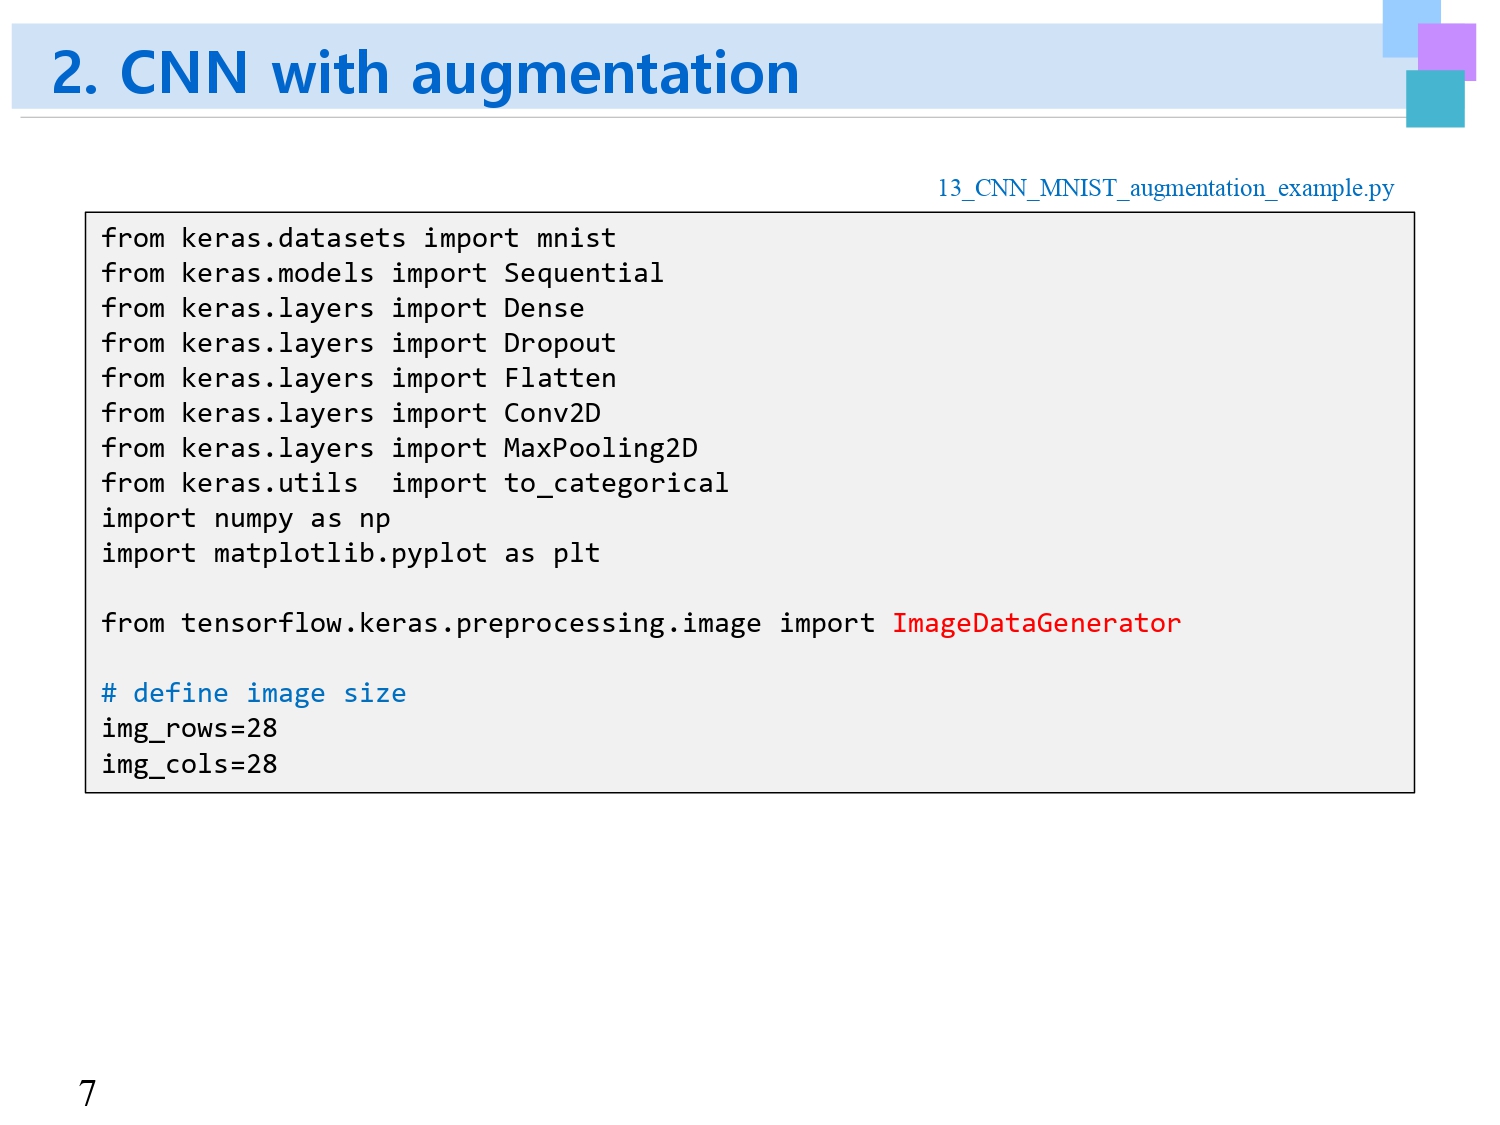 2. CNN with augmentation
13_CNN_MNIST_augmentation_example.py
from keras.datasets import mnist
from keras.models import Sequential
from keras.layers import Dense
from keras.layers import Dropout
from keras.layers import Flatten
from keras.layers import Conv2D
from keras.layers import MaxPooling2D
from keras.utils  import to_categorical
import numpy as np
import matplotlib.pyplot as plt
from tensorflow.keras.preprocessing.image import ImageDataGenerator
# define image size
img_rows=28
img_cols=28
7